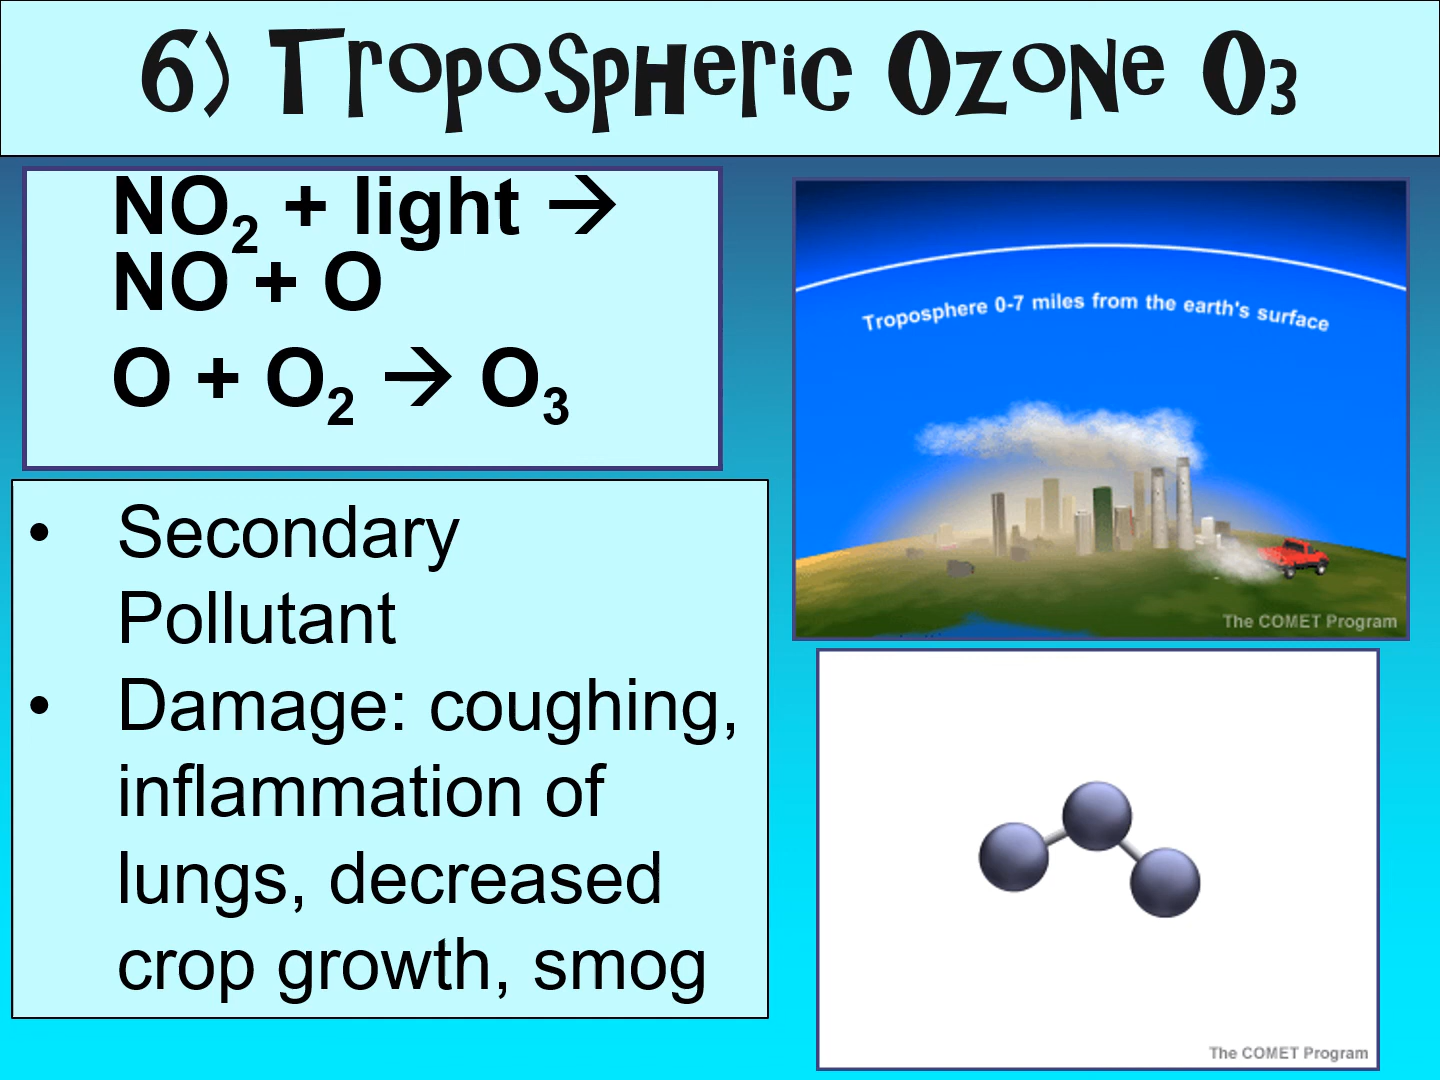 6) Tropospheric Ozone O3
NO₂ + light →
NO + O
O + O₂ → O₃
• Secondary
Pollutant
• Damage: coughing,
inflammation of
lungs, decreased
crop growth, smog
Troposphere 0-7 miles from the earth's surface
The COMET Program
The COMET Program